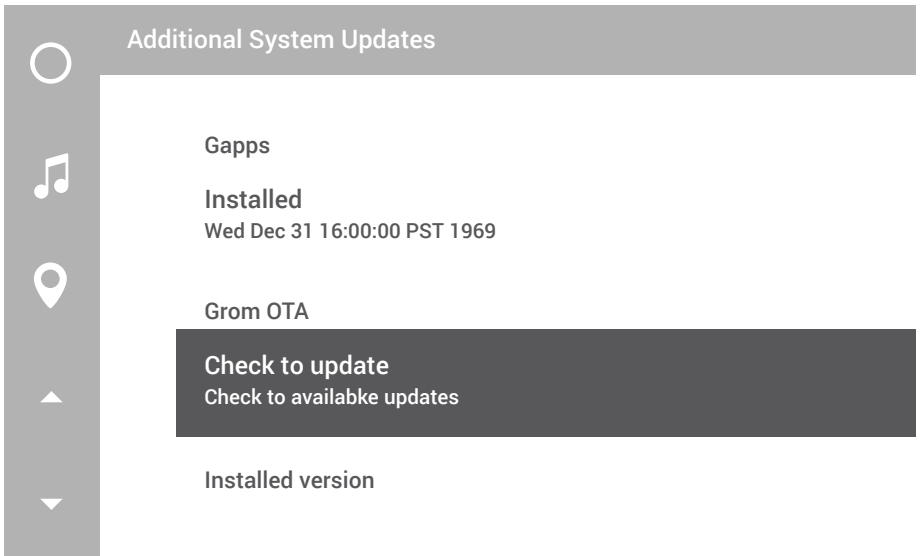 Additional System Updates
Gapps
Installed
Wed Dec 31 16:00:00 PST 1969
Grom OTA
Check to update
Check to availabke updates
Installed version